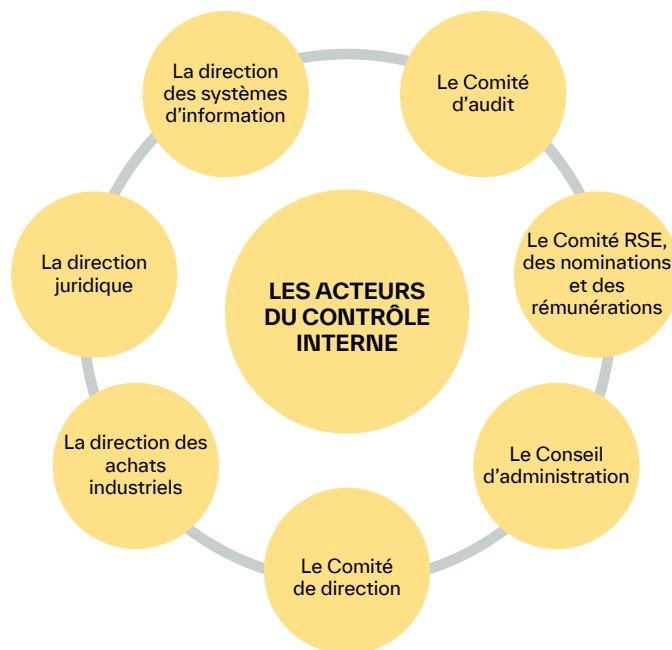 La direction
des systèmes
d'information
Le Comité
d'audit
La direction
juridique
LES ACTEURS
DU CONTRÔLE
INTERNE
Le Comité RSE,
des nominations
et des
rémunérations
La direction des
achats
industriels
Le Conseil
d'administration
Le Comité
de direction